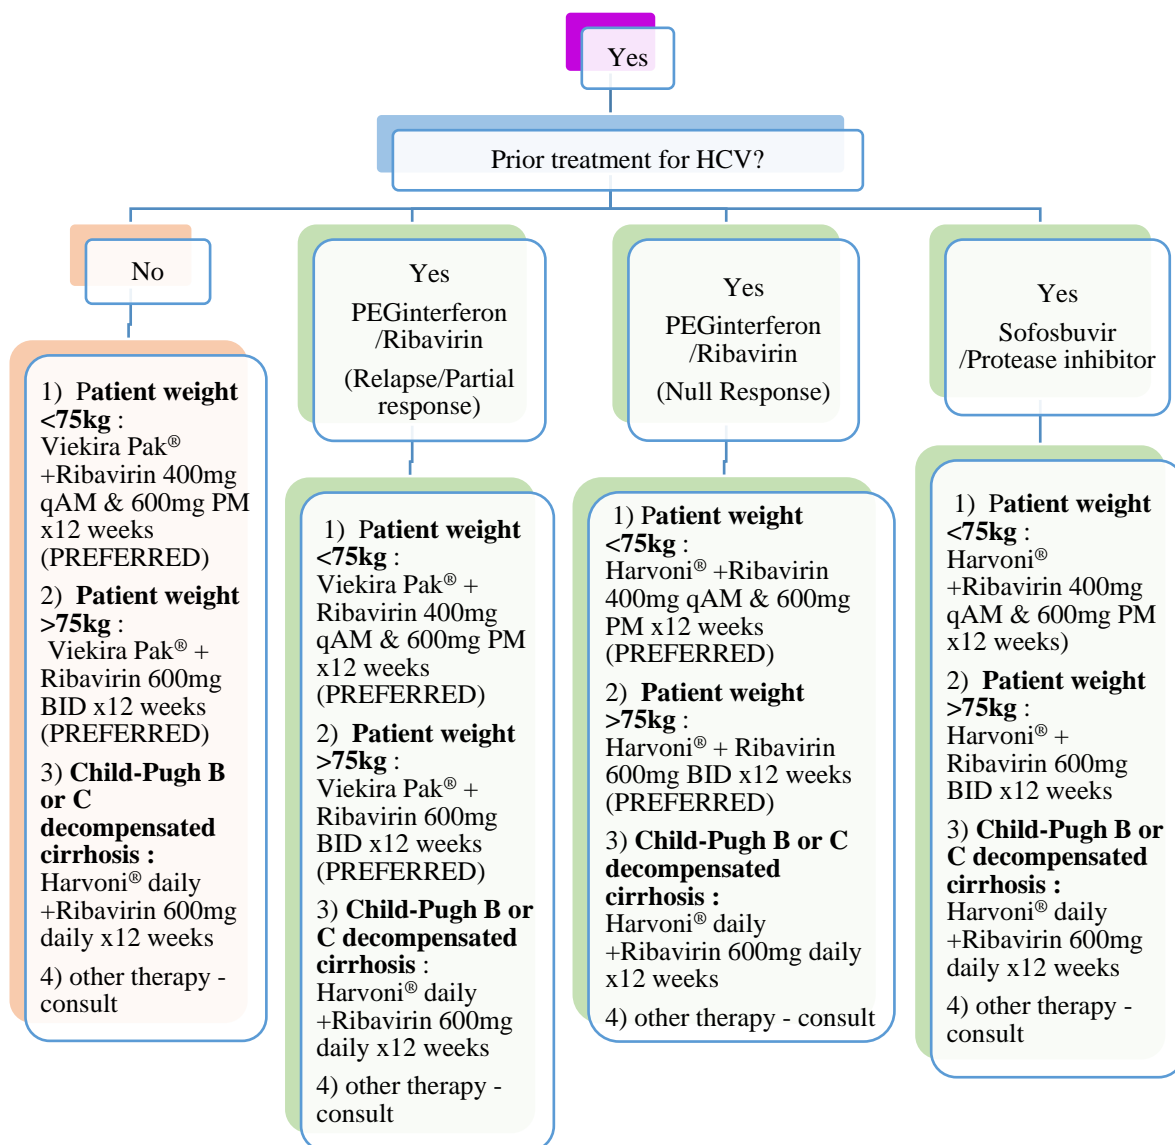 Yes
Prior treatment for HCV?
No
1) Patient weight
<75kg :
Viekira Pak®
+Ribavirin 400mg
qAM & 600mg PM
x12 weeks
(PREFERRED)
2) Patient weight
>75kg :
Viekira Pak® +
Ribavirin 600mg
BID x12 weeks
(PREFERRED)
3) Child-Pugh B
or C
decompensated
cirrhosis :
Harvoni® daily
+Ribavirin 600mg
daily x12 weeks
4) other therapy -
consult
Yes
PEGinterferon
/Ribavirin
(Relapse/Partial
response)
1) Patient weight
<75kg :
Viekira Pak® +
Ribavirin 400mg
qAM & 600mg PM
x12 weeks
(PREFERRED)
2) Patient weight
>75kg :
Viekira Pak® +
Ribavirin 600mg
BID x12 weeks
(PREFERRED)
3) Child-Pugh B or
C decompensated
cirrhosis :
Harvoni® daily
+Ribavirin 600mg
daily x12 weeks
4) other therapy -
consult
Yes
PEGinterferon
/Ribavirin
(Null Response)
1) Patient weight
<75kg :
Harvoni® +Ribavirin
400mg qAM & 600mg
PM x12 weeks
(PREFERRED)
2) Patient weight
>75kg :
Harvoni® + Ribavirin
600mg BID x12 weeks
(PREFERRED)
3) Child-Pugh B or C
decompensated
cirrhosis :
Harvoni® daily
+Ribavirin 600mg daily
x12 weeks
4) other therapy - consult
Yes
Sofosbuvir
/Protease inhibitor
1) Patient weight
<75kg :
Harvoni®
+Ribavirin 400mg
qAM & 600mg PM
x12 weeks)
2) Patient weight
>75kg :
Harvoni® +
Ribavirin 600mg
BID x12 weeks
3) Child-Pugh B or
C decompensated
cirrhosis :
Harvoni® daily
+Ribavirin 600mg
daily x12 weeks
4) other therapy -
consult